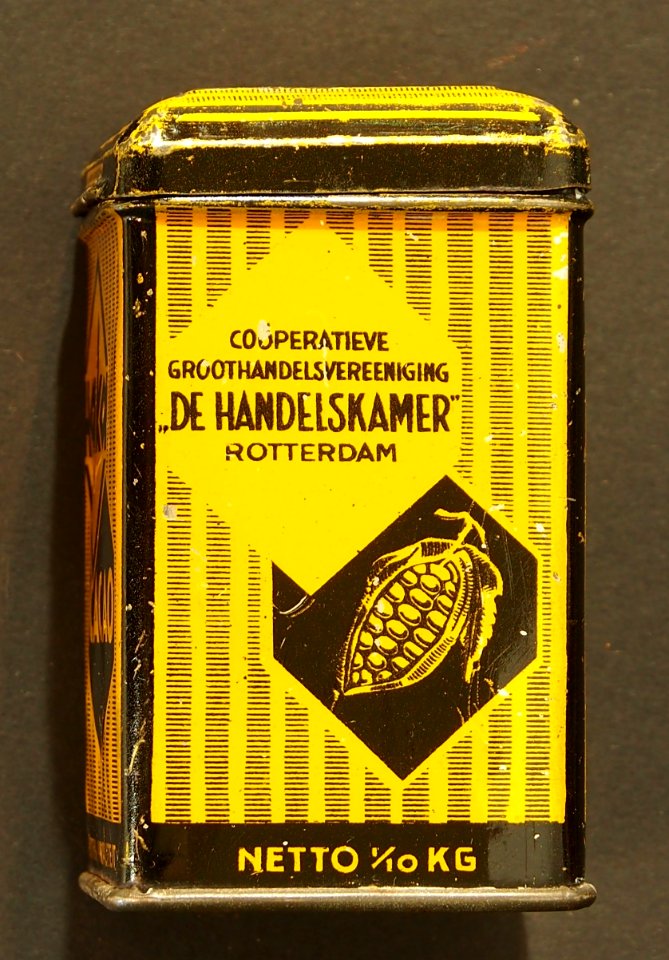 COÖPERATIEVE
GROOTHANDELSVEREENIGING
„DE HANDELSKAMER”
ROTTERDAM
NETTO 1/10 KG